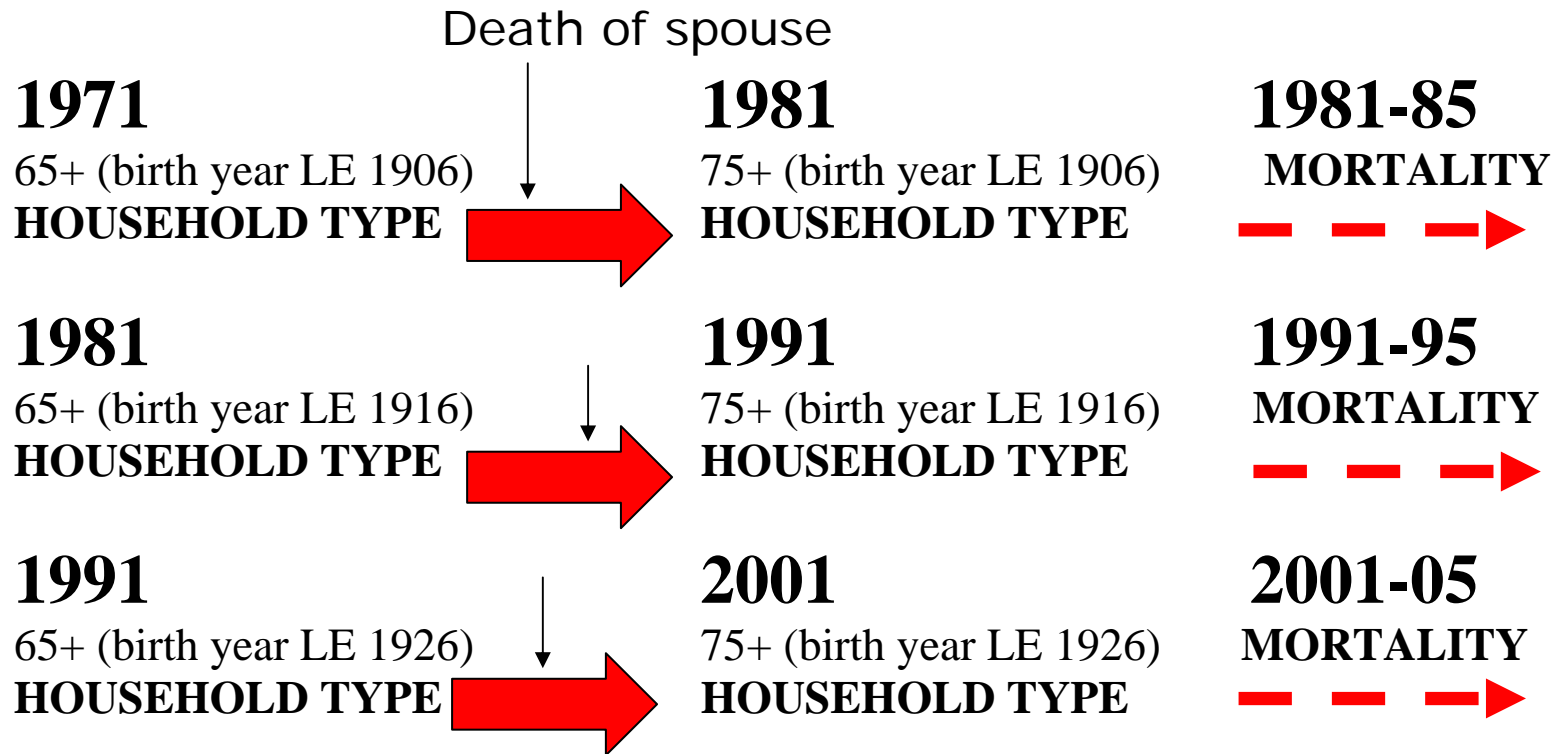 Death of spouse
1971 1981 1981-85
65+ (birth year LE 1906) 75+ (birth year LE 1906) MORTALITY
HOUSEHOLD TYPE HOUSEHOLD TYPE
1981 1991 1991-95
65+ (birth year LE 1916) 75+ (birth year LE 1916) MORTALITY
HOUSEHOLD TYPE HOUSEHOLD TYPE
1991 2001 2001-05
65+ (birth year LE 1926) 75+ (birth year LE 1926) MORTALITY
HOUSEHOLD TYPE HOUSEHOLD TYPE